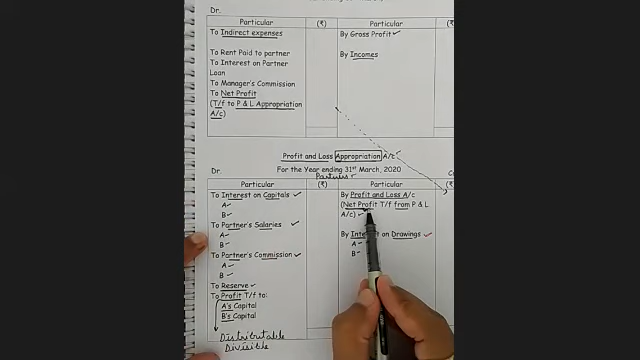 Dr.
Particular (₹) Particular
To Indirect expenses By Gross Profit ✓
To Rent Paid to partner By Incomes
To Interest on Partner
Loan
To Manager's Commission
To Net Profit
(T/f to P & L Appropriation
A/c)
Profit and Loss Appropriation A/c
For the Year ending 31st March, 2020
Partners
Dr.
Particular (₹) Particular (₹)
To Interest on Capitals ✓ By Profit and Loss A/c
A (Net Profit T/f from P & L
B A/c) ✓
To Partner's Salaries ✓ By Interest on Drawings ✓
A A
B B
To Partner's Commission ✓
A
B
To Reserve ✓
To Profit T/f to:
A's Capital
B's Capital
Distributable
Divisible